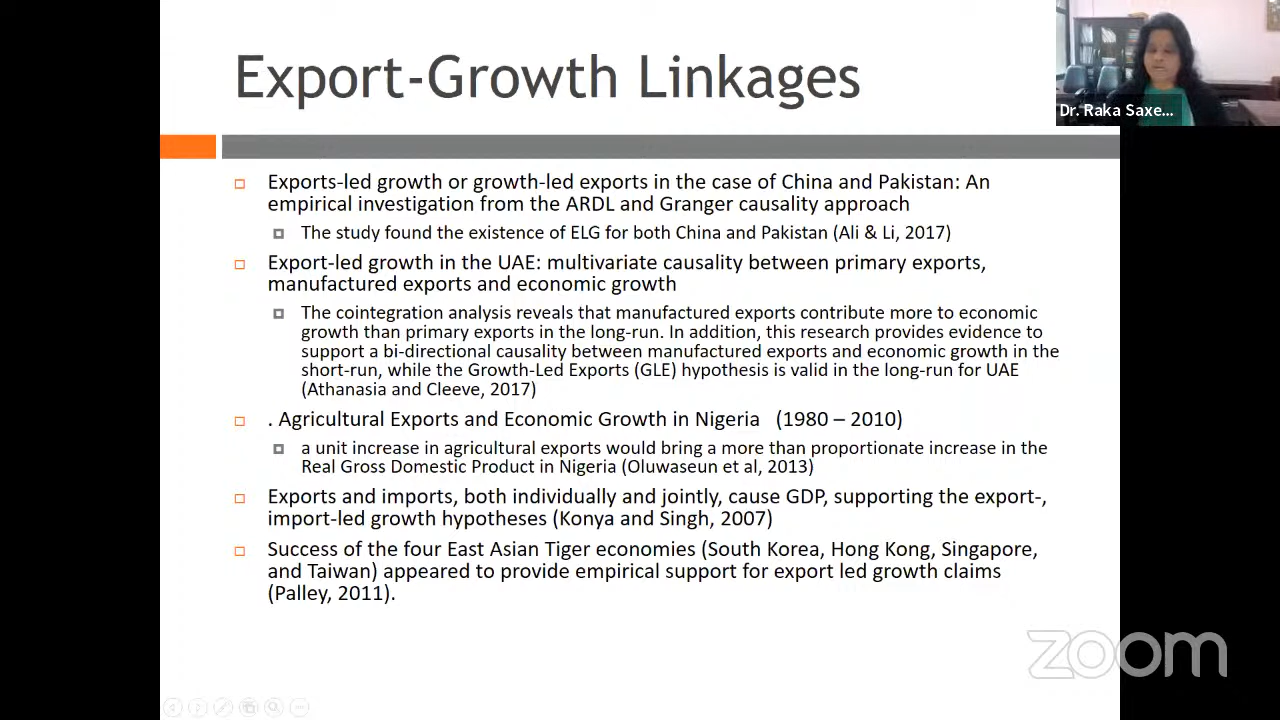 Export-Growth Linkages
Dr. Raka Saxe...
Exports-led growth or growth-led exports in the case of China and Pakistan: An
empirical investigation from the ARDL and Granger causality approach
The study found the existence of ELG for both China and Pakistan (Ali & Li, 2017)
Export-led growth in the UAE: multivariate causality between primary exports,
manufactured exports and economic growth
The cointegration analysis reveals that manufactured exports contribute more to economic
growth than primary exports in the long-run. In addition, this research provides evidence to
support a bi-directional causality between manufactured exports and economic growth in the
short-run, while the Growth-Led Exports (GLE) hypothesis is valid in the long-run for UAE
(Athanasia and Cleeve, 2017)
. Agricultural Exports and Economic Growth in Nigeria (1980 – 2010)
a unit increase in agricultural exports would bring a more than proportionate increase in the
Real Gross Domestic Product in Nigeria (Oluwaseun et al, 2013)
Exports and imports, both individually and jointly, cause GDP, supporting the export-,
import-led growth hypotheses (Konya and Singh, 2007)
Success of the four East Asian Tiger economies (South Korea, Hong Kong, Singapore,
and Taiwan) appeared to provide empirical support for export led growth claims
(Palley, 2011).
zoom